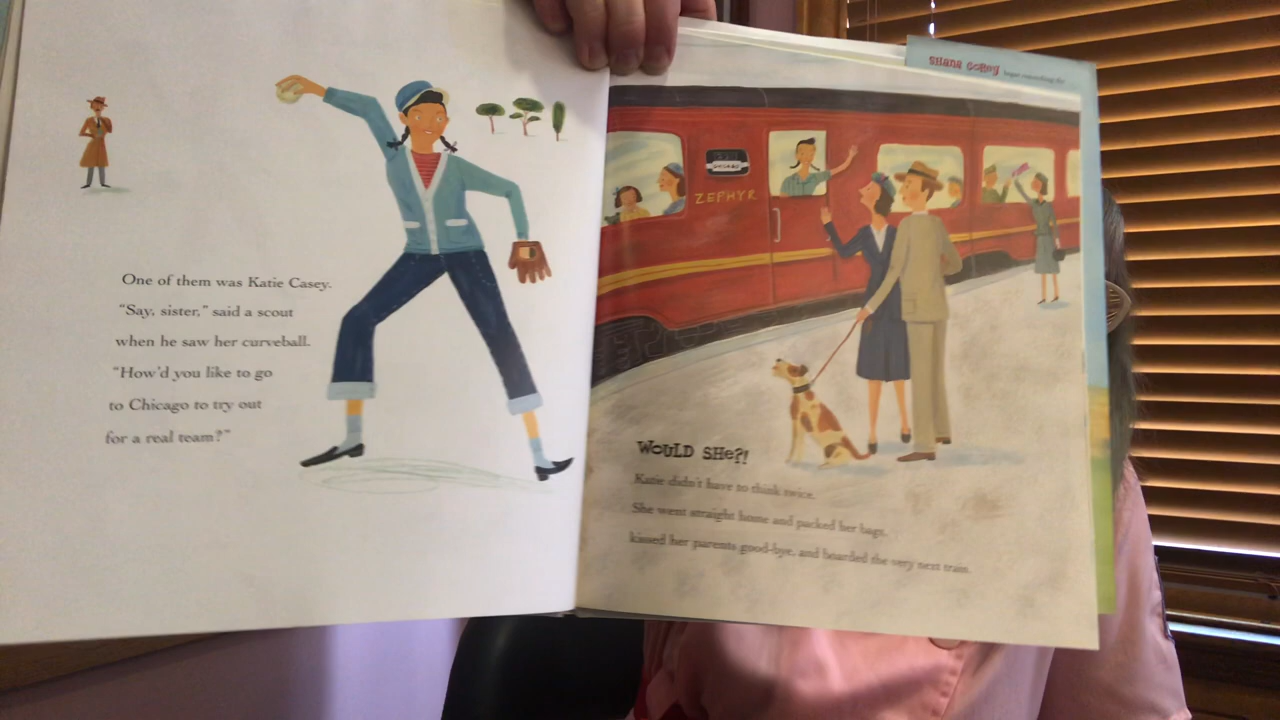 One of them was Katie Casey.
"Say, sister," said a scout
when he saw her curveball.
"How'd you like to go
to Chicago to try out
for a real team?"
ZEPHYR
WOULD SHe?!
Katie didn't have to think twice.
She went straight home and packed her bags,
kissed her parents good-bye, and boarded the very next train.
SHANA COREY